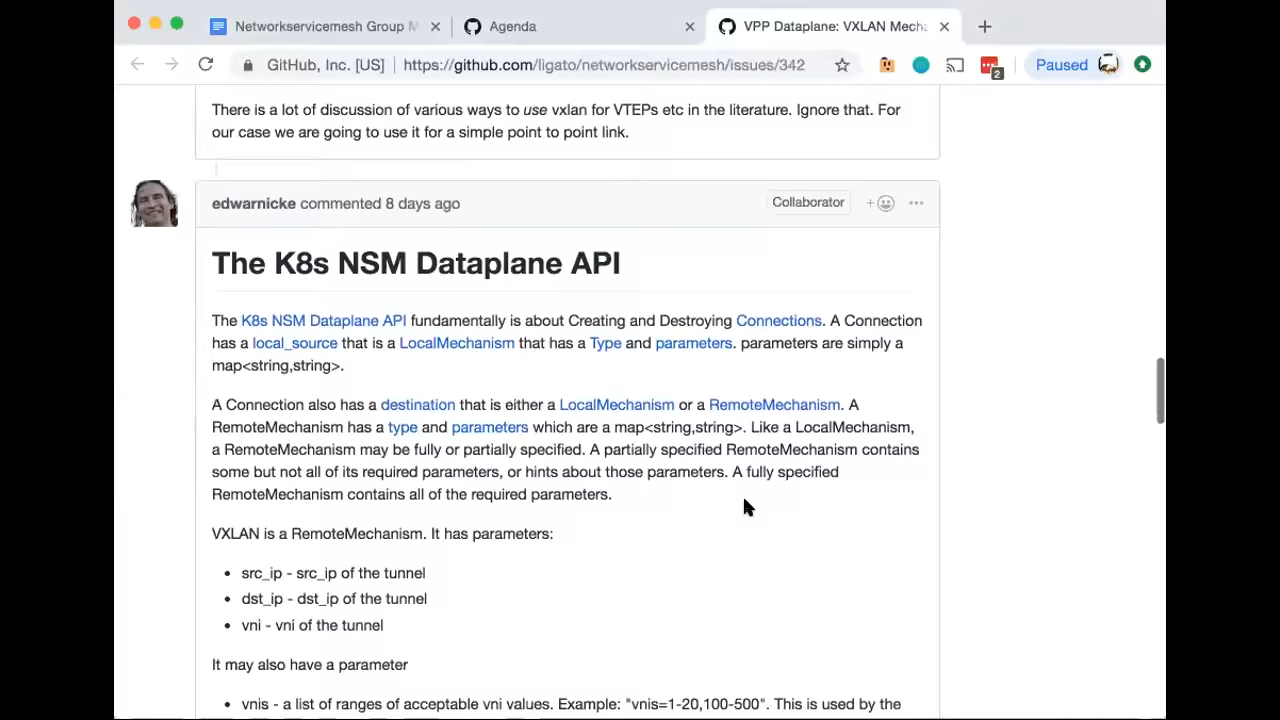 Networkservicemesh Group M
Agenda
VPP Dataplane: VXLAN Mecha
GitHub, Inc. [US] | https://github.com/ligato/networkservicemesh/issues/342
2
Paused
There is a lot of discussion of various ways to use vxlan for VTEPs etc in the literature. Ignore that. For
our case we are going to use it for a simple point to point link.
edwarnicke commented 8 days ago
Collaborator
The K8s NSM Dataplane API
The K8s NSM Dataplane API fundamentally is about Creating and Destroying Connections. A Connection
has a local_source that is a LocalMechanism that has a Type and parameters. parameters are simply a
map<string,string>.
A Connection also has a destination that is either a LocalMechanism or a RemoteMechanism. A
RemoteMechanism has a type and parameters which are a map<string,string>. Like a LocalMechanism,
a RemoteMechanism may be fully or partially specified. A partially specified RemoteMechanism contains
some but not all of its required parameters, or hints about those parameters. A fully specified
RemoteMechanism contains all of the required parameters.
VXLAN is a RemoteMechanism. It has parameters:
• src_ip - src_ip of the tunnel
• dst_ip - dst_ip of the tunnel
• vni - vni of the tunnel
It may also have a parameter
• vnis - a list of ranges of acceptable vni values. Example: "vnis=1-20,100-500". This is used by the